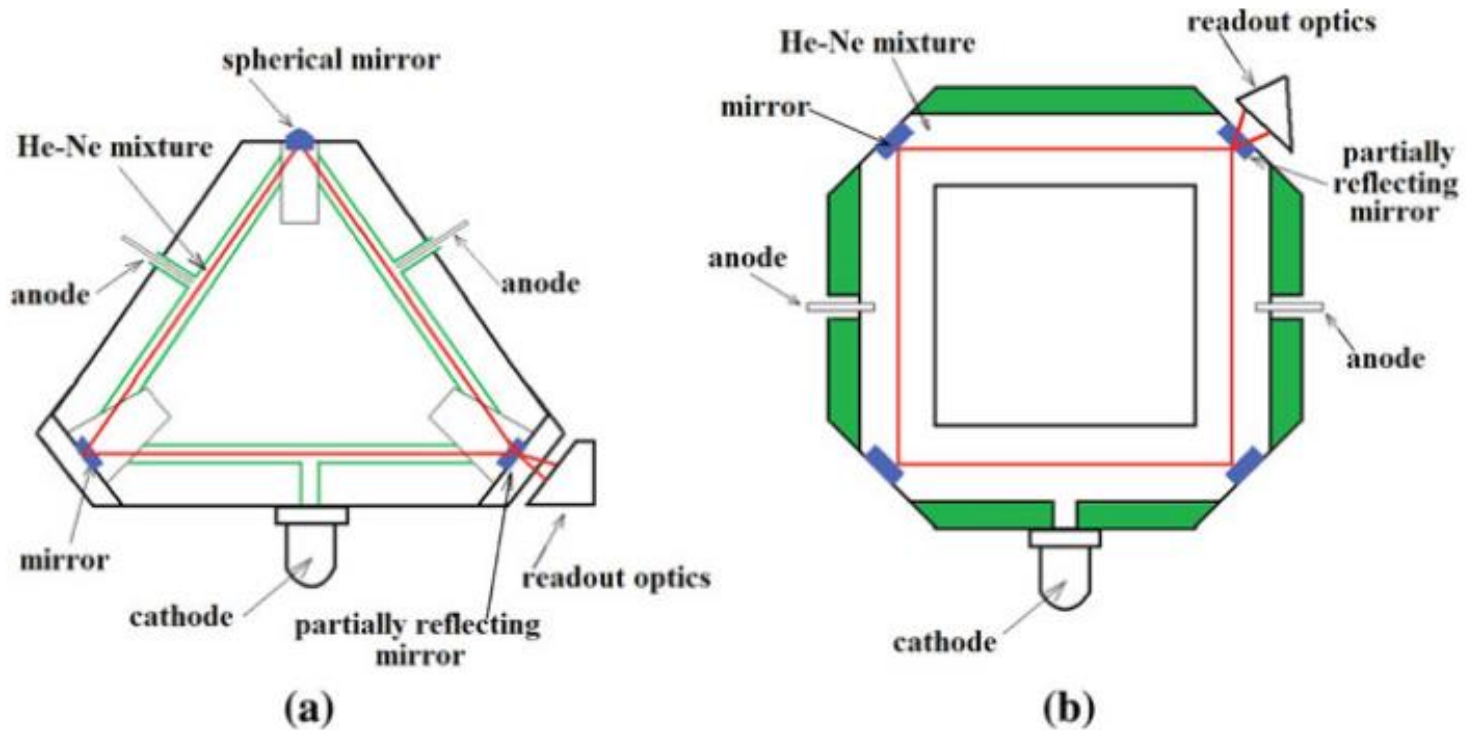 spherical mirror
He-Ne mixture
anode
anode
mirror
cathode
partially reflecting
mirror
readout optics
(a)
readout optics
He-Ne mixture
mirror
partially
reflecting
mirror
anode
anode
cathode
(b)